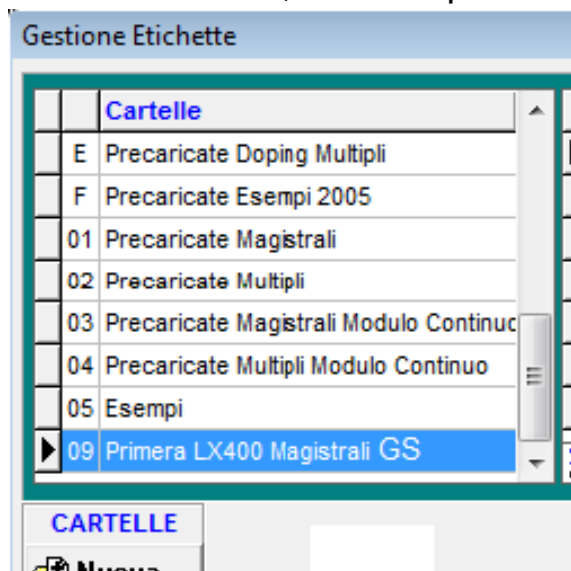 Gestione Etichette
Cartelle
E Precaricate Doping Multipli
F Precaricate Esempi 2005
01 Precaricate Magistrali
02 Precaricate Multipli
03 Precaricate Magistrali Modulo Continuo
04 Precaricate Multipli Modulo Continuo
05 Esempi
09 Primera LX400 Magistrali GS
CARTELLE